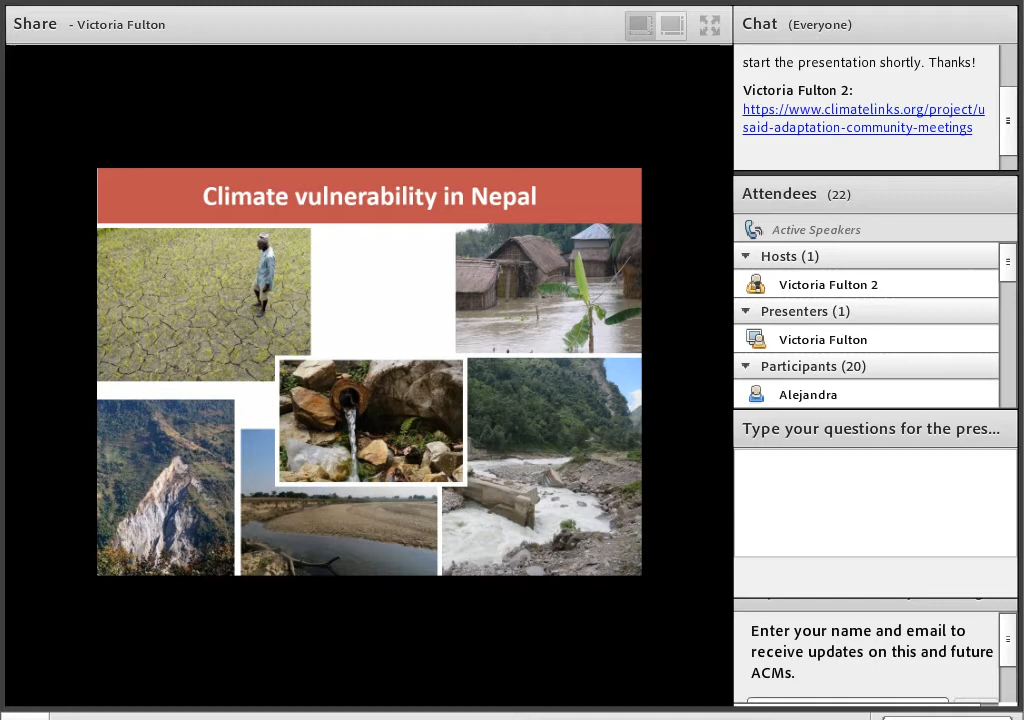 Share - Victoria Fulton
Climate vulnerability in Nepal
Chat (Everyone)
start the presentation shortly. Thanks!
Victoria Fulton 2:
https://www.climatelinks.org/project/u
said-adaptation-community-meetings
Attendees (22)
Active Speakers
Hosts (1)
Victoria Fulton 2
Presenters (1)
Victoria Fulton
Participants (20)
Alejandra
Type your questions for the pres...
Enter your name and email to
receive updates on this and future
ACMs.